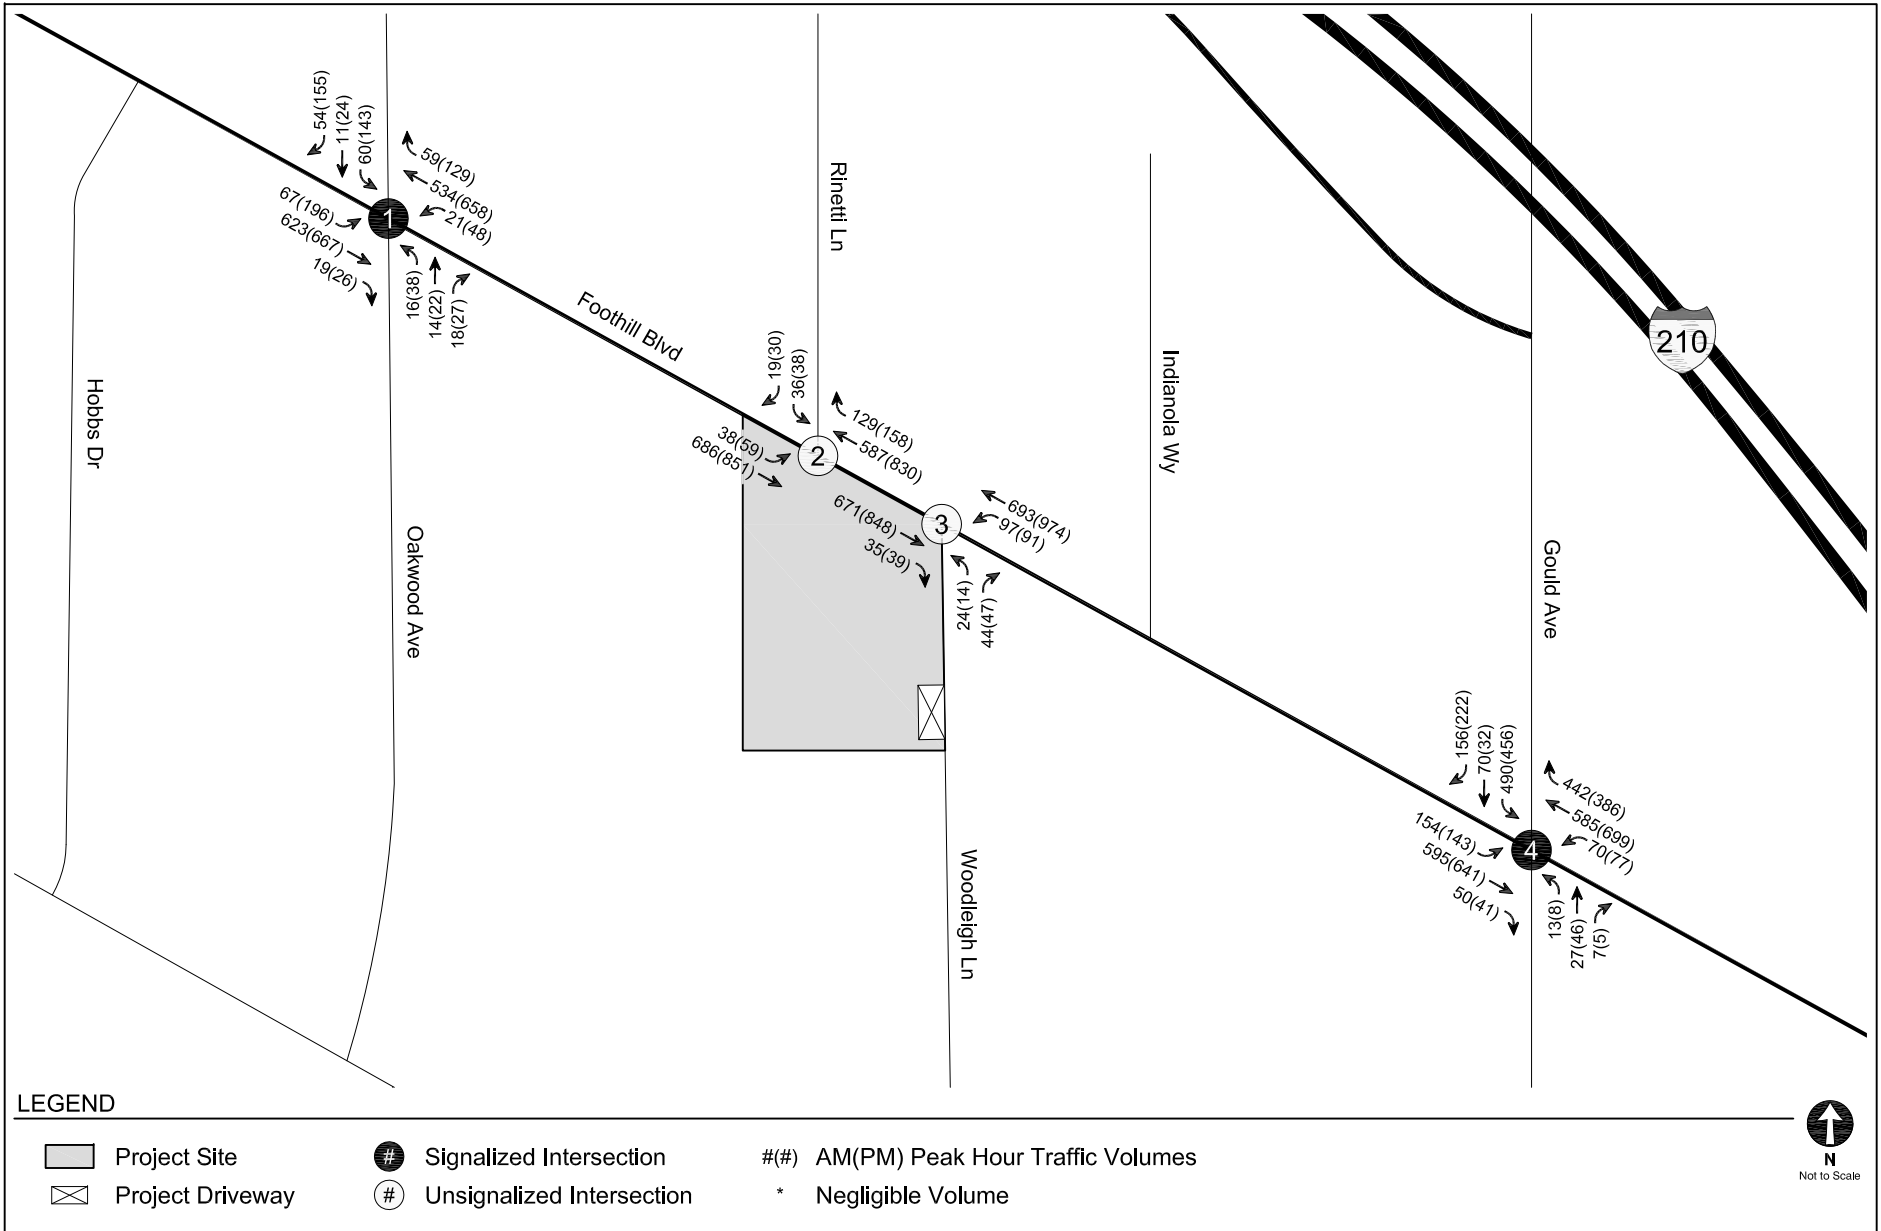 54(155)
11(24)
60(143)
59(129)
534(658)
21(48)
67(196)
623(667)
19(26)
1
16(38)
14(22)
18(27)
Hobbs Dr
Oakwood Ave
Foothill Blvd
Rinetti Ln
19(30)
36(38)
129(158)
587(830)
38(59)
686(851)
2
671(848)
35(39)
3
693(974)
97(91)
24(14)
44(47)
Indianola Wy
Woodleigh Ln
Gould Ave
210
156(222)
70(32)
490(456)
442(386)
585(699)
70(77)
154(143)
595(641)
50(41)
4
13(8)
27(46)
7(5)
LEGEND
Project Site
# Signalized Intersection
#(#) AM(PM) Peak Hour Traffic Volumes
Project Driveway
# Unsignalized Intersection
* Negligible Volume
N
Not to Scale